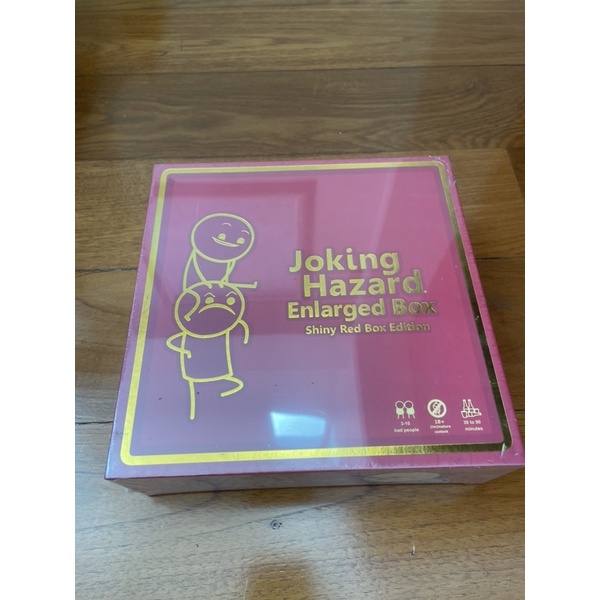 Joking
Hazard
Enlarged Box
Shiny Red Box Edition
3-10
bad people
18+
(im)mature
content
30 to 90
minutes